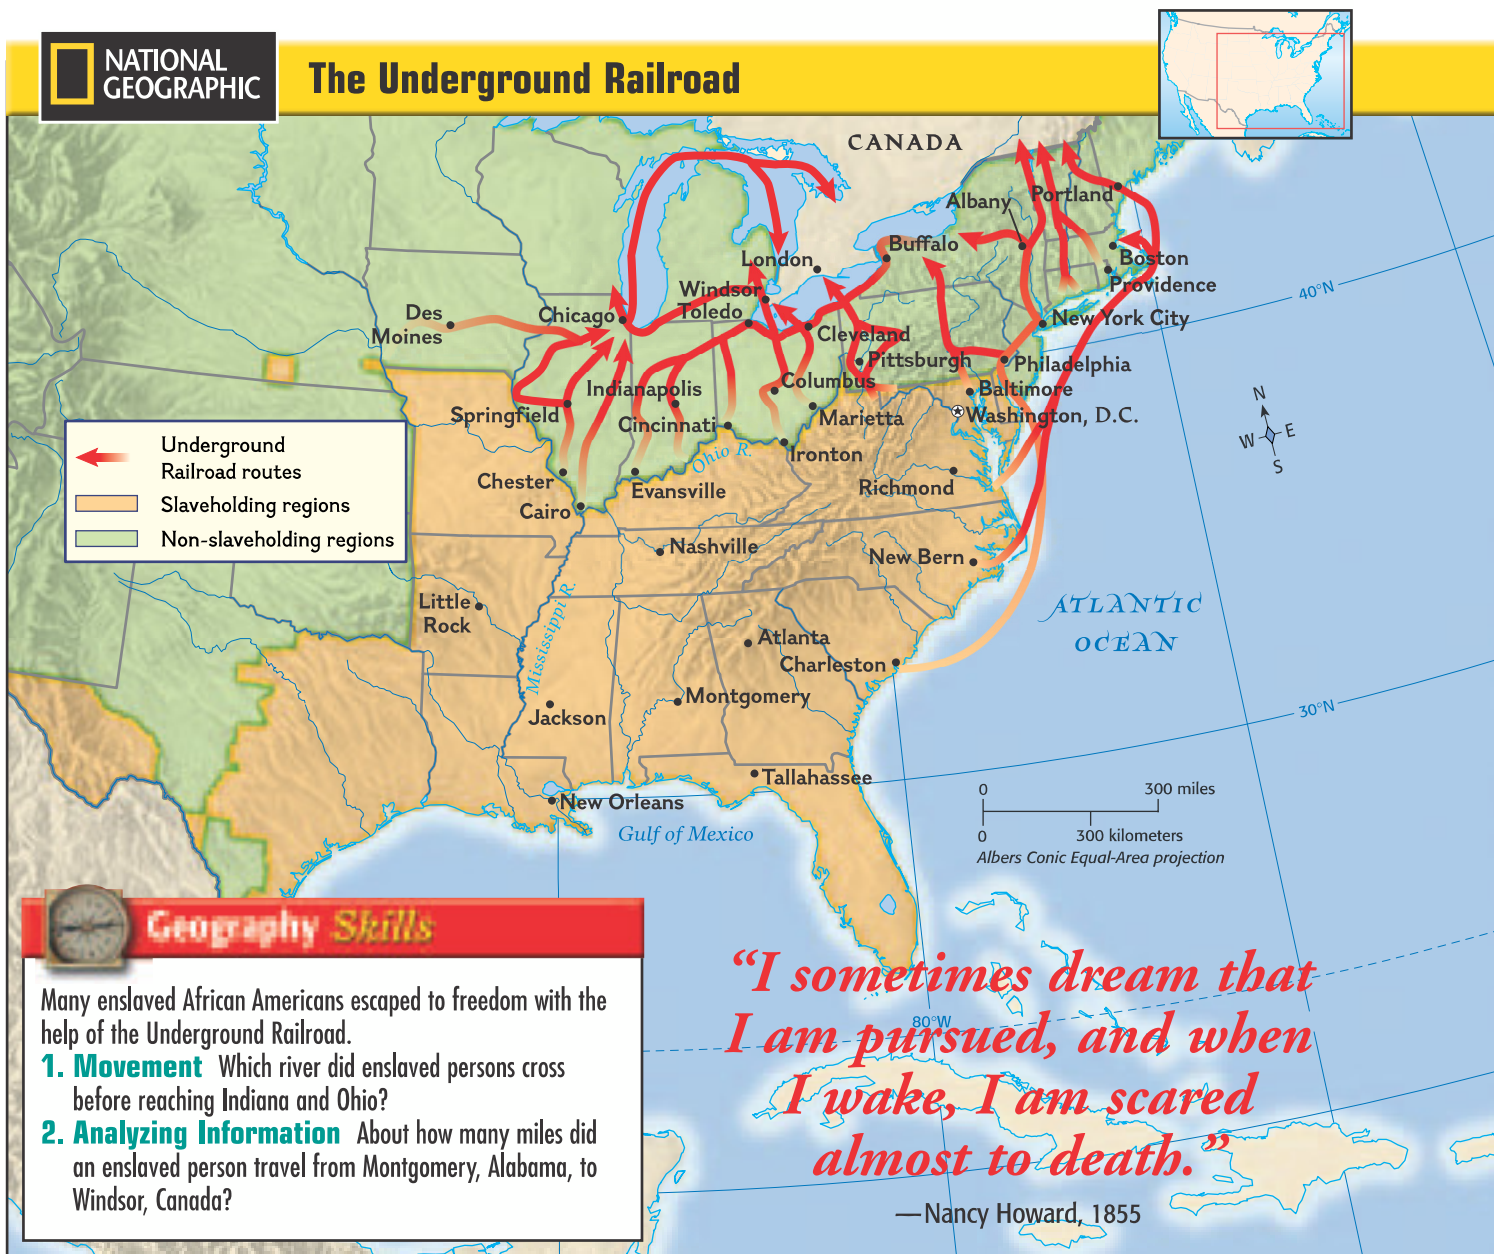 NATIONAL
GEOGRAPHIC
The Underground Railroad
CANADA
Albany
Portland
Buffalo
London
Boston
Providence
Windsor
Toledo
Des
Moines
Chicago
New York City
Cleveland
Pittsburgh
Philadelphia
Indianapolis
Columbus
Baltimore
Springfield
Cincinnati
Marietta
Washington, D.C.
Ohio R.
Ironton
Chester
Evansville
Richmond
Cairo
Nashville
New Bern
Little
Rock
Mississippi R.
Atlanta
Charleston
Montgomery
Jackson
Tallahassee
New Orleans
Gulf of Mexico
ATLANTIC
OCEAN
40°N
30°N
80°W
N
W
E
S
Underground
Railroad routes
Slaveholding regions
Non-slaveholding regions
0
300 miles
0
300 kilometers
Albers Conic Equal-Area projection
Geography Skills
Many enslaved African Americans escaped to freedom with the
help of the Underground Railroad.
1. Movement Which river did enslaved persons cross
before reaching Indiana and Ohio?
2. Analyzing Information About how many miles did
an enslaved person travel from Montgomery, Alabama, to
Windsor, Canada?
“I sometimes dream that
I am pursued, and when
I wake, I am scared
almost to death.”
—Nancy Howard, 1855